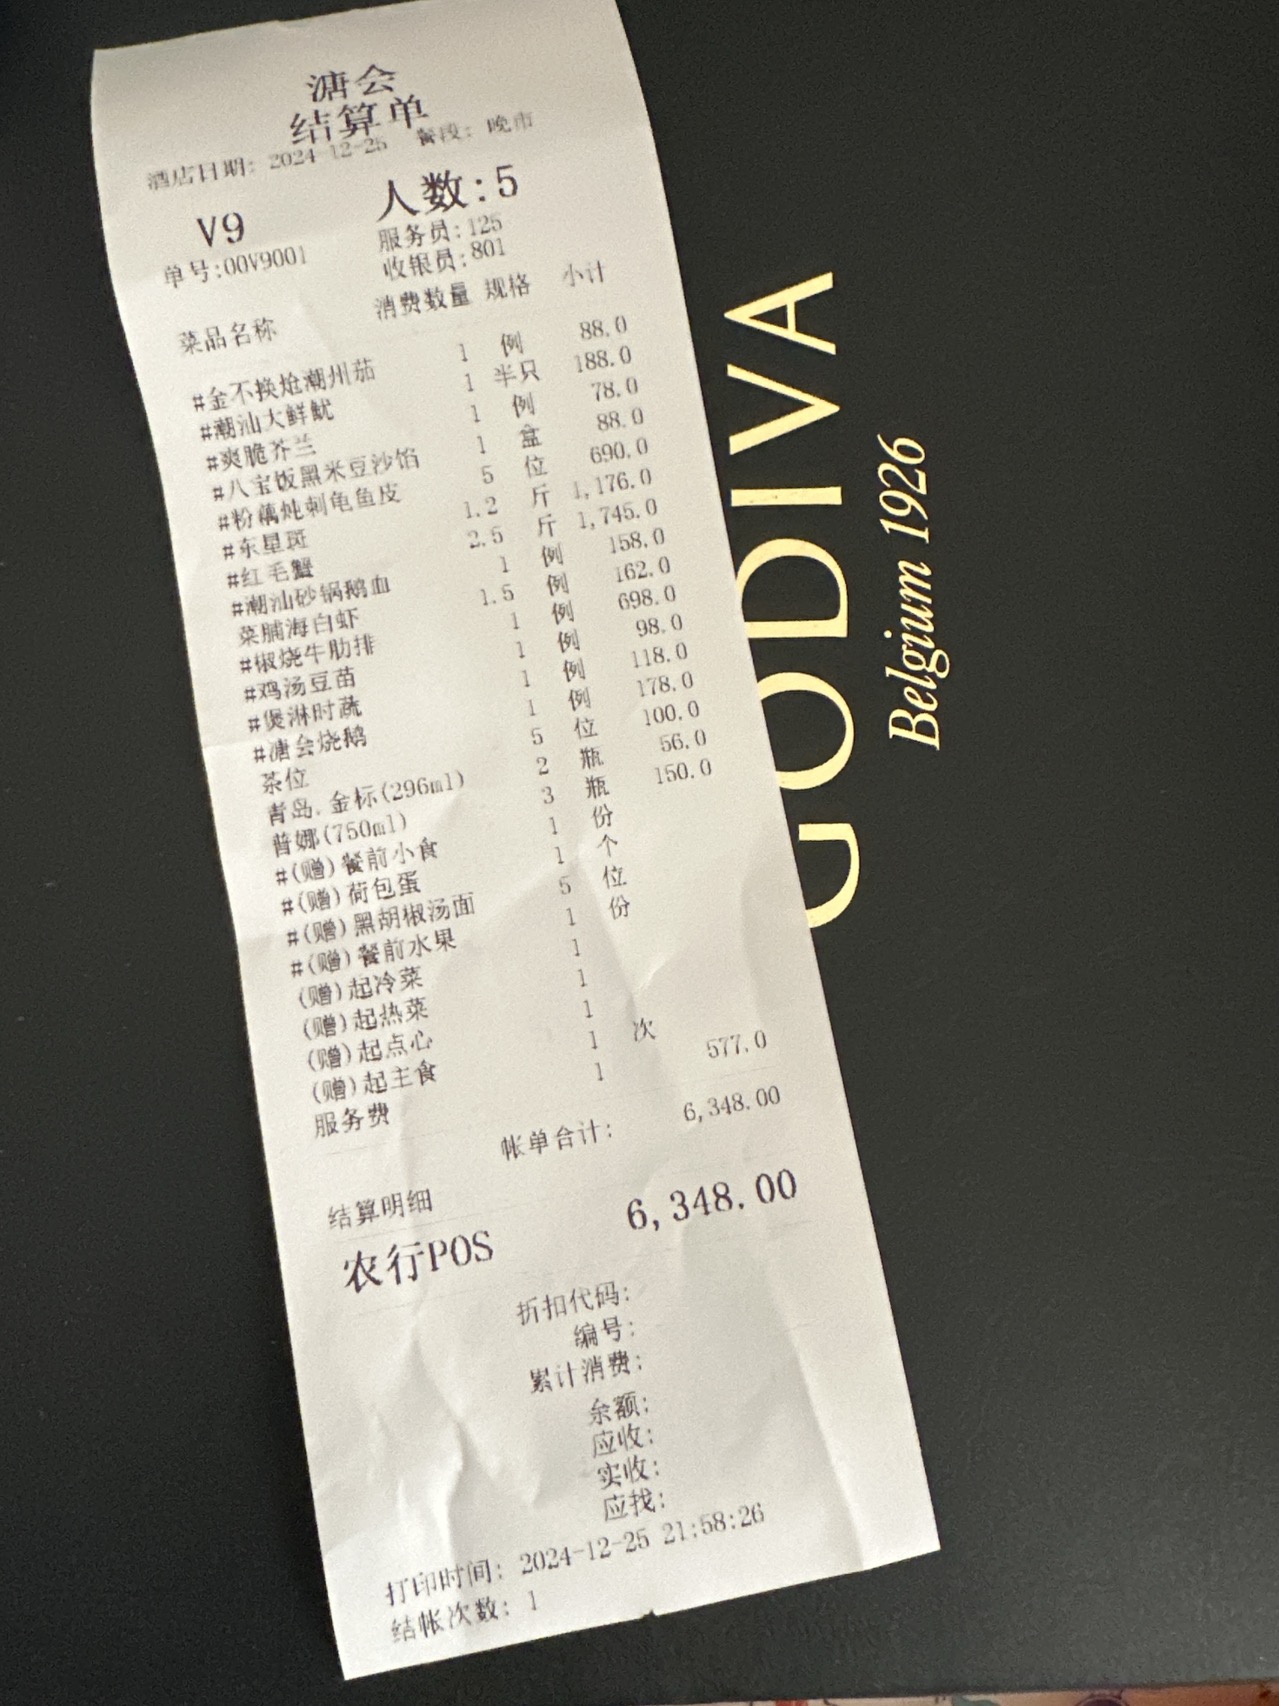 溏会
结算单
酒店日期: 2024-12-25 餐段: 晚市
V9 人数:5
单号:00V9001 服务员:125
收银员:801
菜品名称 消费数量 规格 小计
#金不换炝潮州茄 1 例 88.0
#潮汕大鲜鱿 1 半只 188.0
#爽脆芥兰 1 例 78.0
#八宝饭黑米豆沙馅 1 盒 88.0
#粉藕炖刺龟鱼皮 5 位 690.0
#东星斑 1.2 斤 1,176.0
#红毛蟹 2.5 斤 1,745.0
#潮汕砂锅鹅血 1 例 158.0
菜脯海白虾 1.5 例 162.0
#椒烧牛肋排 1 例 698.0
#鸡汤豆苗 1 例 98.0
#煲淋时蔬 1 例 118.0
#溏会烧鹅 1 例 178.0
茶位 5 位 100.0
青岛.金标(296ml) 2 瓶 56.0
普娜(750ml) 3 瓶 150.0
#(赠)餐前小食 1 份
#(赠)荷包蛋 1 个
#(赠)黑胡椒汤面 5 位
#(赠)餐前水果 1 份
(赠)起冷菜 1
(赠)起热菜 1
(赠)起点心 1
(赠)起主食 1 次
服务费 1 577.0
帐单合计: 6,348.00
结算明细
农行POS 6,348.00
折扣代码:
编号:
累计消费:
余额:
应收:
实收:
应找:
打印时间: 2024-12-25 21:58:26
结帐次数: 1
GODIVA
Belgium 1926